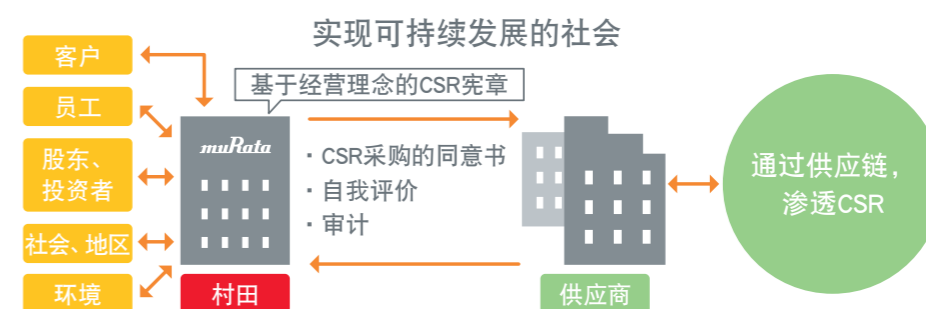 实现可持续发展的社会
客户
员工
股东、
投资者
社会、地区
环境
基于经营理念的CSR宪章
muRata
村田
·CSR采购的同意书
·自我评价
·审计
供应商
通过供应链，
渗透CSR